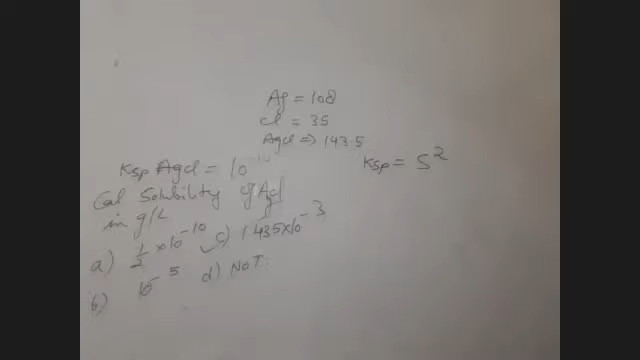 Ag = 108
Cl = 35
AgCl ⇒ 143.5
Ksp AgCl = 10⁻¹⁰
Ksp = S²
Cal Solubility of AgCl
in g/L
a) 1/2 × 10⁻¹⁰ c) 1.435×10⁻³
b) 10⁻⁵ d) NOT